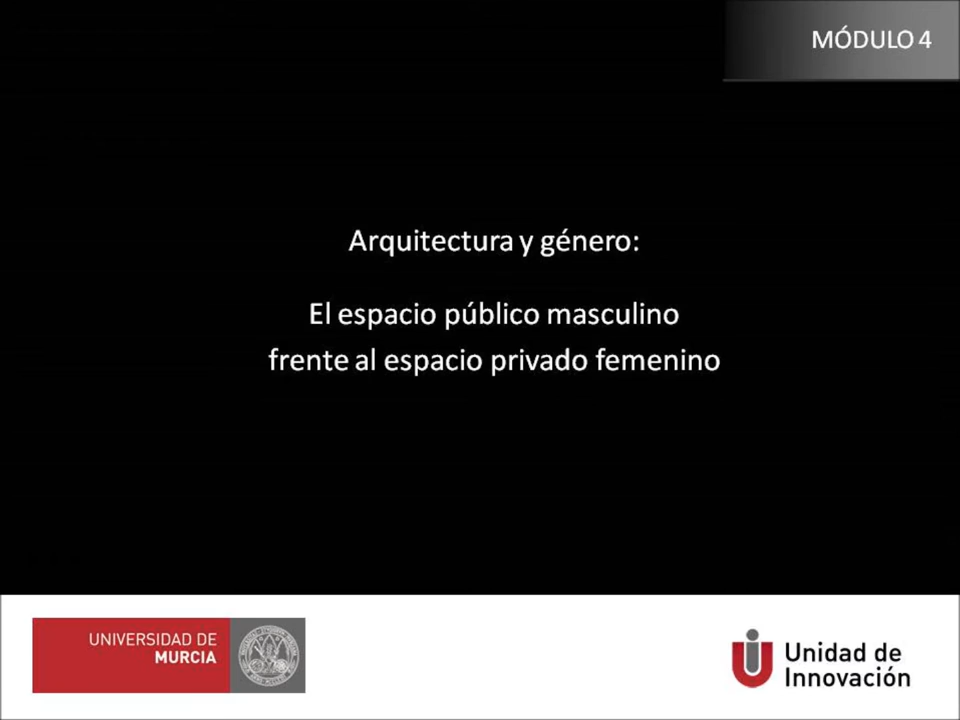 MÓDULO 4
Arquitectura y género:
El espacio público masculino
frente al espacio privado femenino
UNIVERSIDAD DE
MURCIA
Unidad de
Innovación